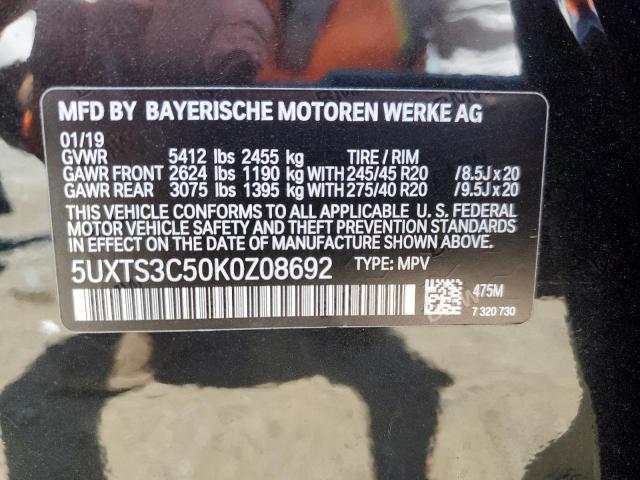 MFD BY BAYERISCHE MOTOREN WERKE AG
01/19
GVWR 5412 lbs 2455 kg TIRE / RIM
GAWR FRONT 2624 lbs 1190 kg WITH 245/45 R20 /8.5J x 20
GAWR REAR 3075 lbs 1395 kg WITH 275/40 R20 /9.5J x 20
THIS VEHICLE CONFORMS TO ALL APPLICABLE U. S. FEDERAL
MOTOR VEHICLE SAFETY AND THEFT PREVENTION STANDARDS
IN EFFECT ON THE DATE OF MANUFACTURE SHOWN ABOVE.
5UXTS3C50K0Z08692 TYPE: MPV
475M
7 320 730